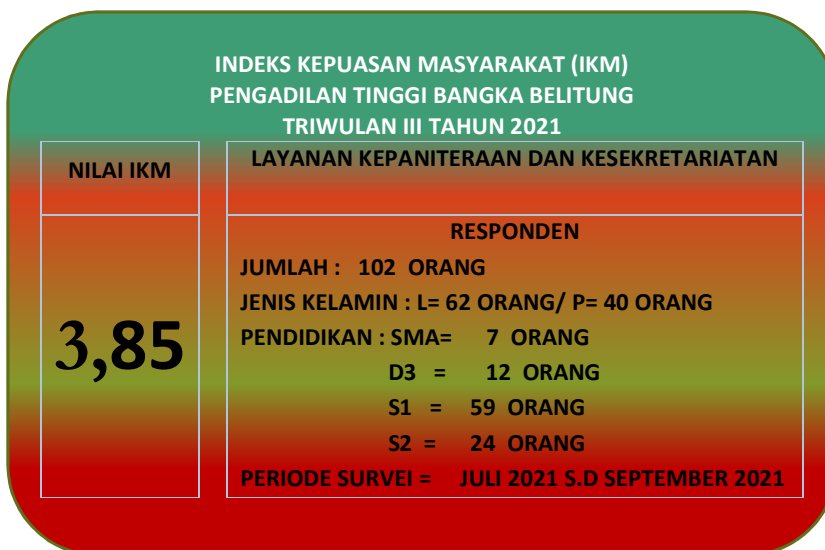 INDEKS KEPUASAN MASYARAKAT (IKM)
PENGADILAN TINGGI BANGKA BELITUNG
TRIWULAN III TAHUN 2021
NILAI IKM
LAYANAN KEPANITERAAN DAN KESEKRETARIATAN
3,85
RESPONDEN
JUMLAH : 102 ORANG
JENIS KELAMIN : L= 62 ORANG/ P= 40 ORANG
PENDIDIKAN : SMA= 7 ORANG
D3 = 12 ORANG
S1 = 59 ORANG
S2 = 24 ORANG
PERIODE SURVEI = JULI 2021 S.D SEPTEMBER 2021